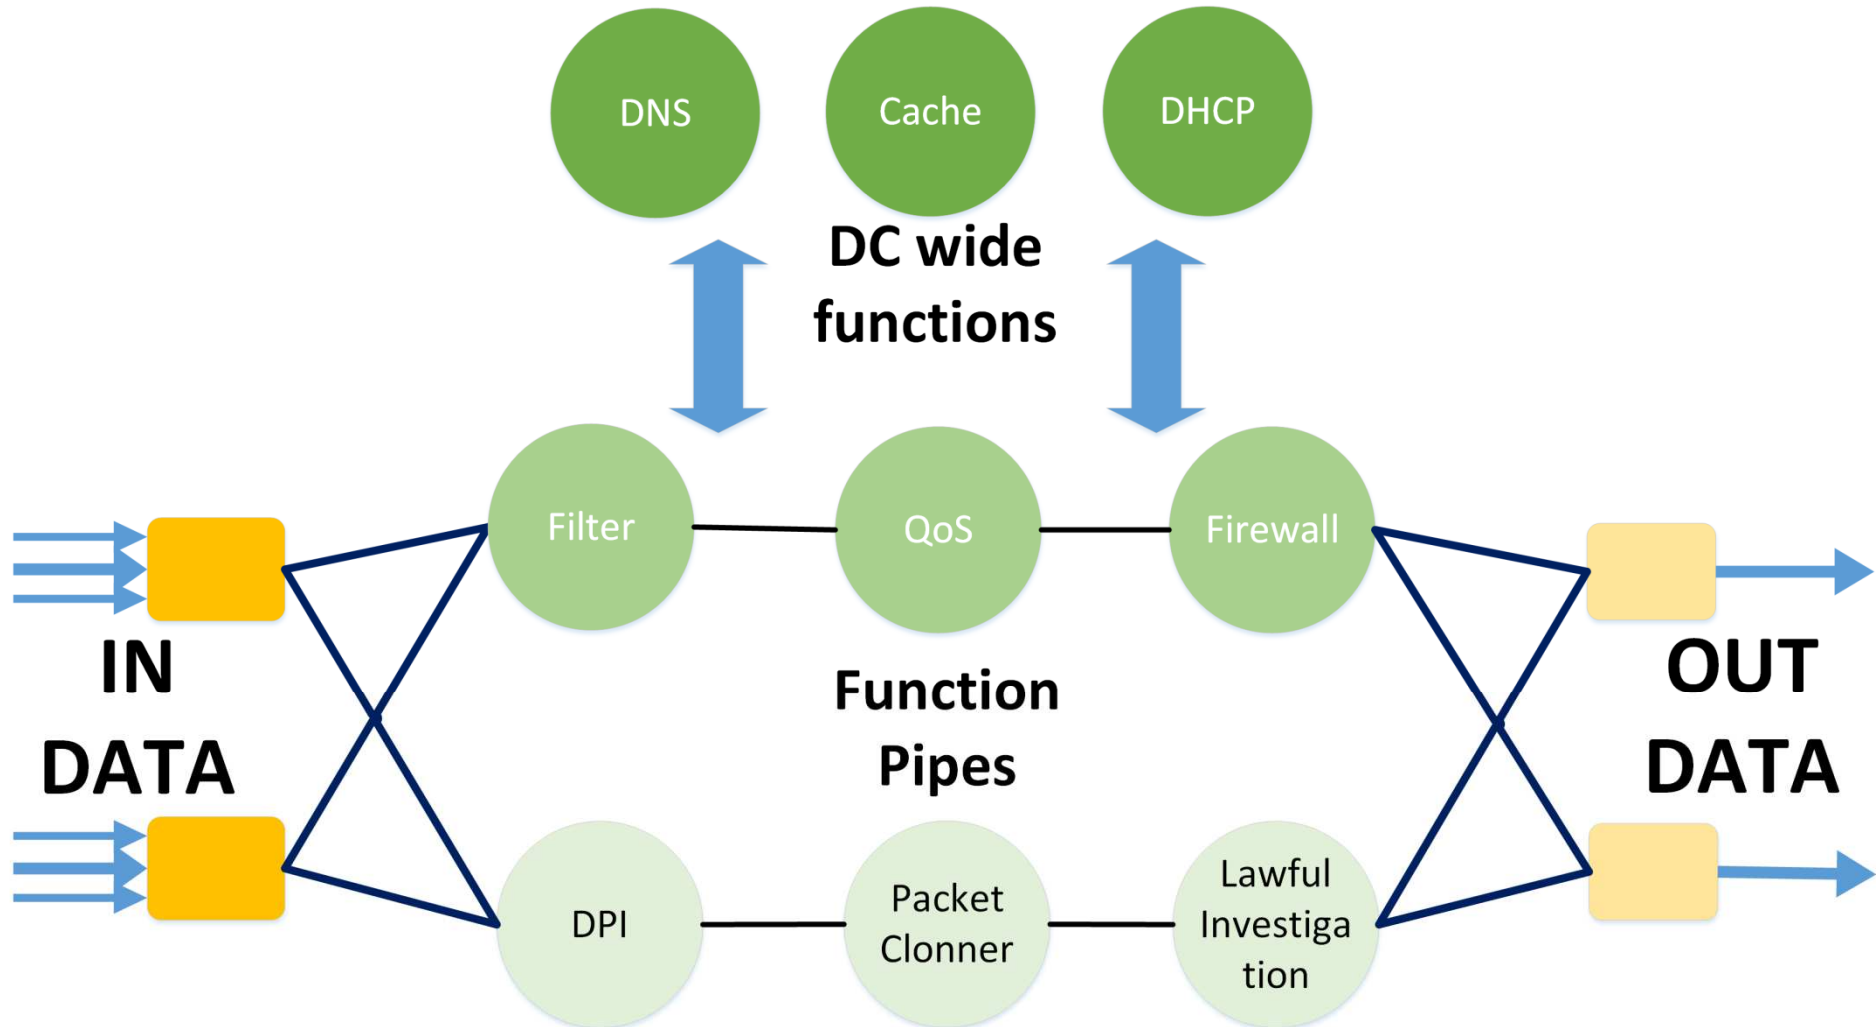 DNS
Cache
DHCP
DC wide
functions
Filter
QoS
Firewall
IN
DATA
Function
Pipes
OUT
DATA
DPI
Packet
Clonner
Lawful
Investiga
tion